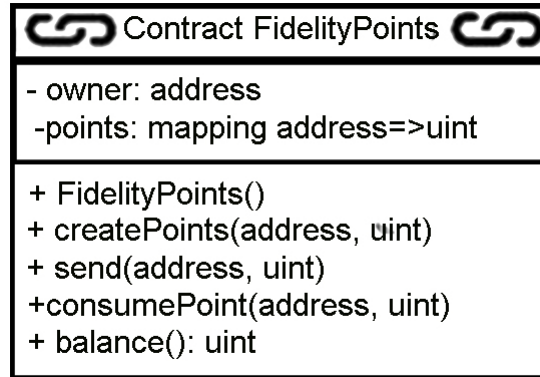 Contract FidelityPoints
- owner: address
-points: mapping address=>uint
+ FidelityPoints()
+ createPoints(address, uint)
+ send(address, uint)
+consumePoint(address, uint)
+ balance(): uint